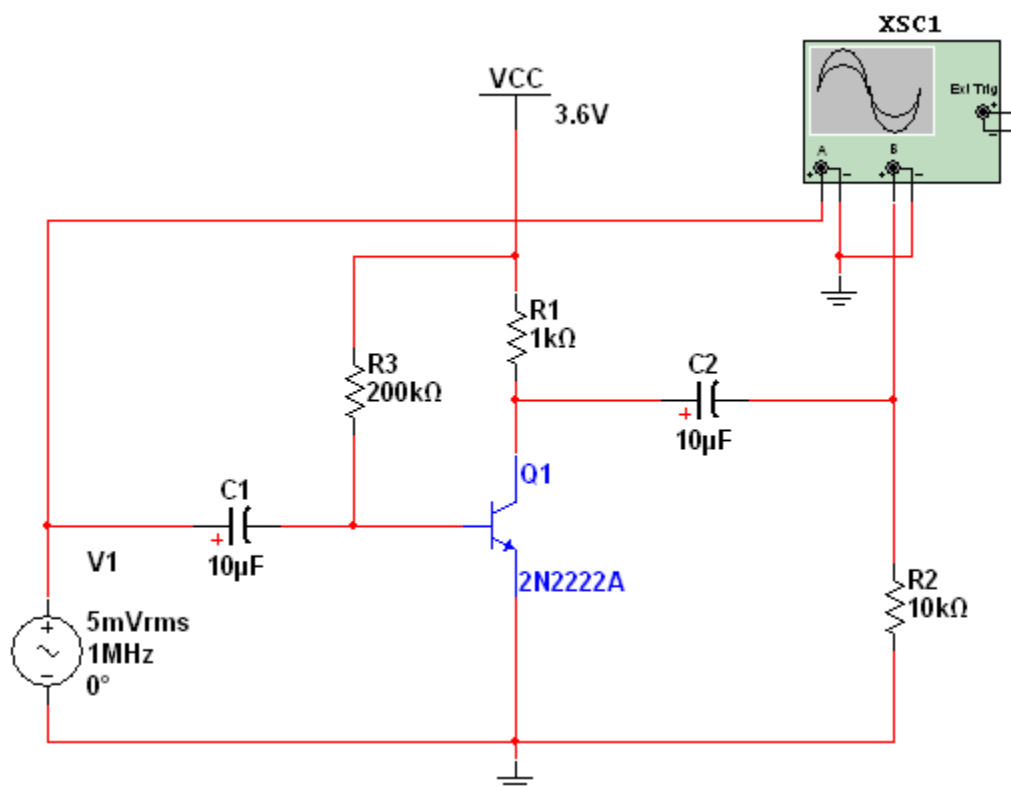 XSC1
Ext Trig
+
−
A
B
+ − + −
VCC
3.6V
R1
1kΩ
R3
200kΩ
C2
+
10µF
Q1
2N2222A
C1
+
10µF
V1
5mVrms
1MHz
0°
+
−
R2
10kΩ